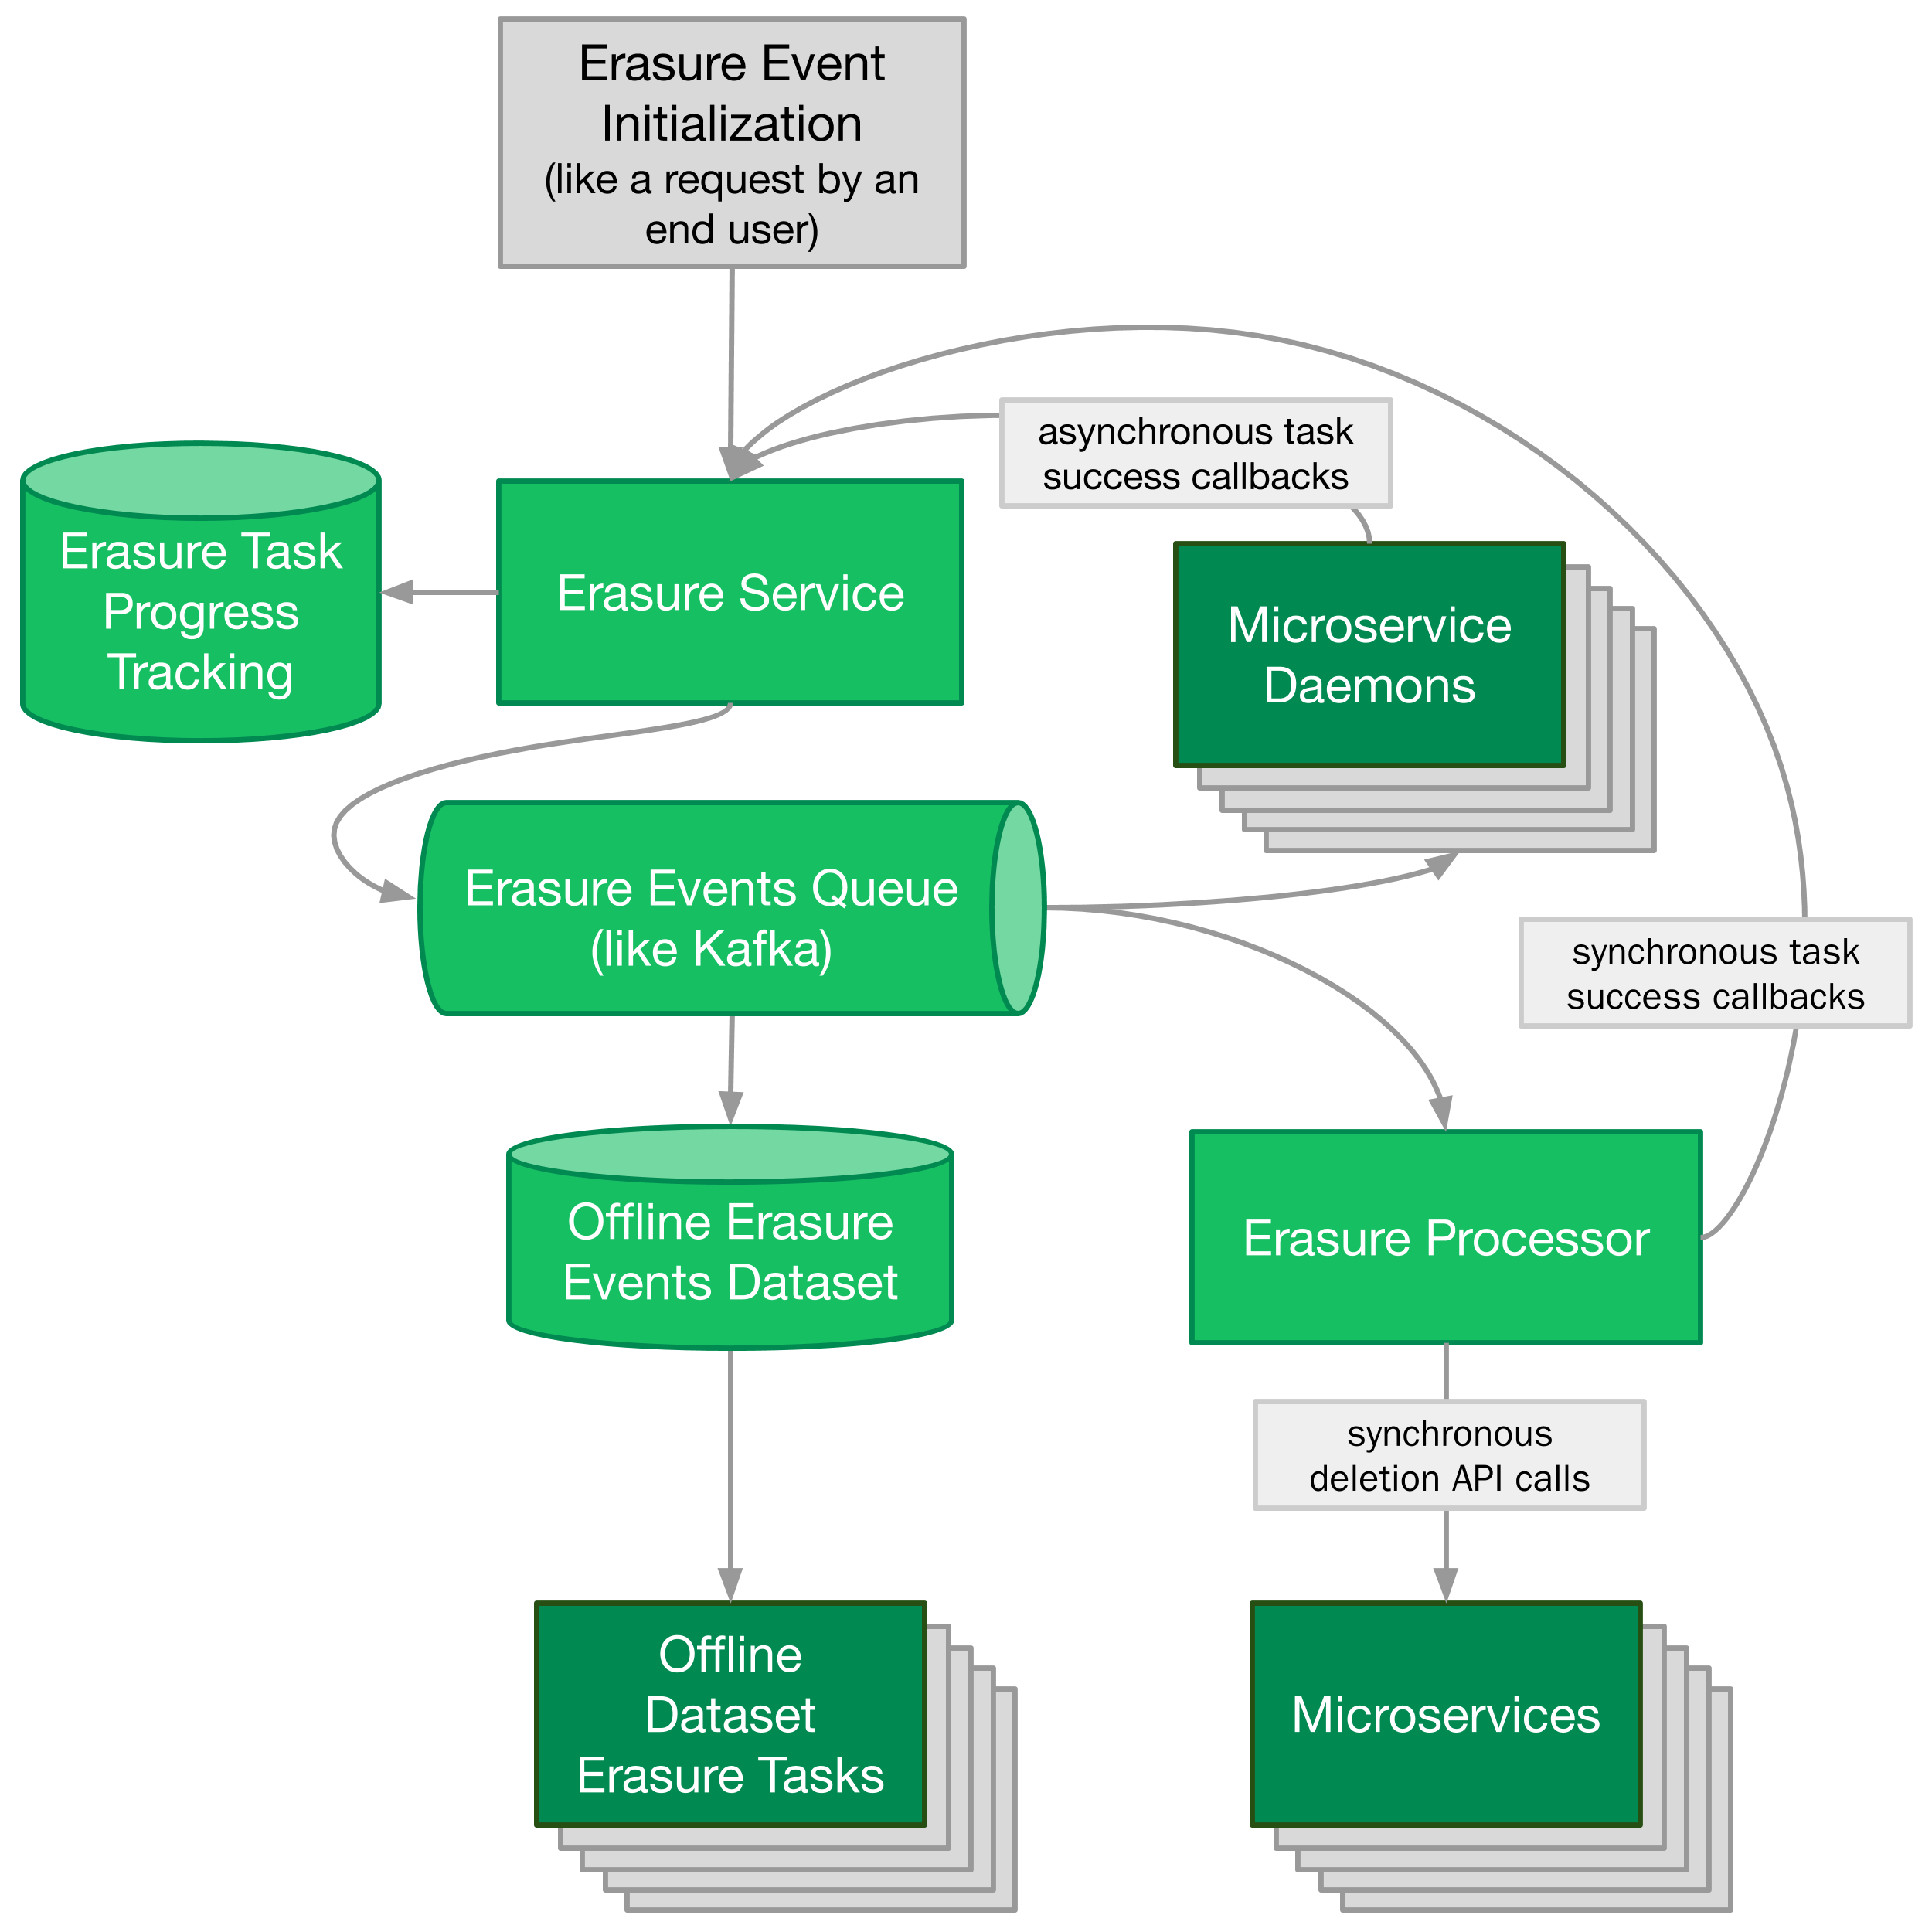 Erasure Event
Initialization
(like a request by an
end user)
asynchronous task
success callbacks
Erasure Task
Progress
Tracking
Erasure Service
Microservice
Daemons
Erasure Events Queue
(like Kafka)
synchronous task
success callbacks
Offline Erasure
Events Dataset
Erasure Processor
synchronous
deletion API calls
Offline
Dataset
Erasure Tasks
Microservices